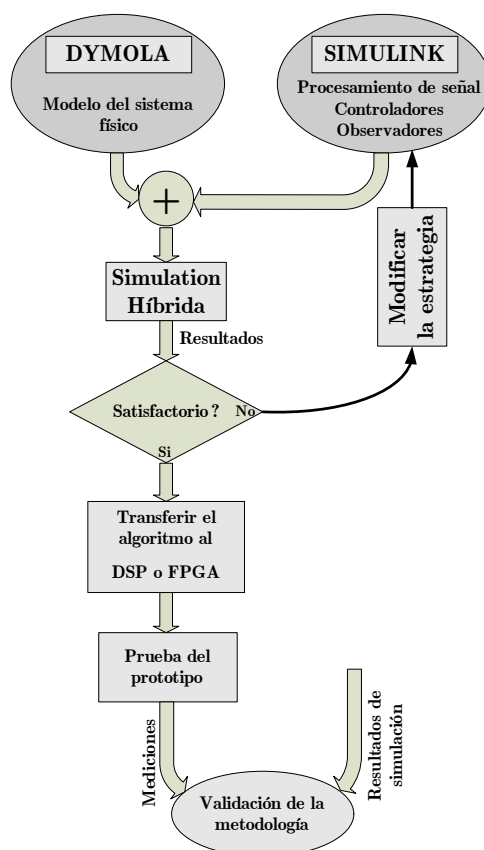 DYMOLA
Modelo del sistema
físico
SIMULINK
Procesamiento de señal
Controladores
Observadores
+
Modificar
la estrategia
Simulation
Híbrida
Resultados
Satisfactorio ?
No
Si
Transferir el
algoritmo al
DSP o FPGA
Prueba del
prototipo
Mediciones
Resultados de
simulación
Validación de la
metodología